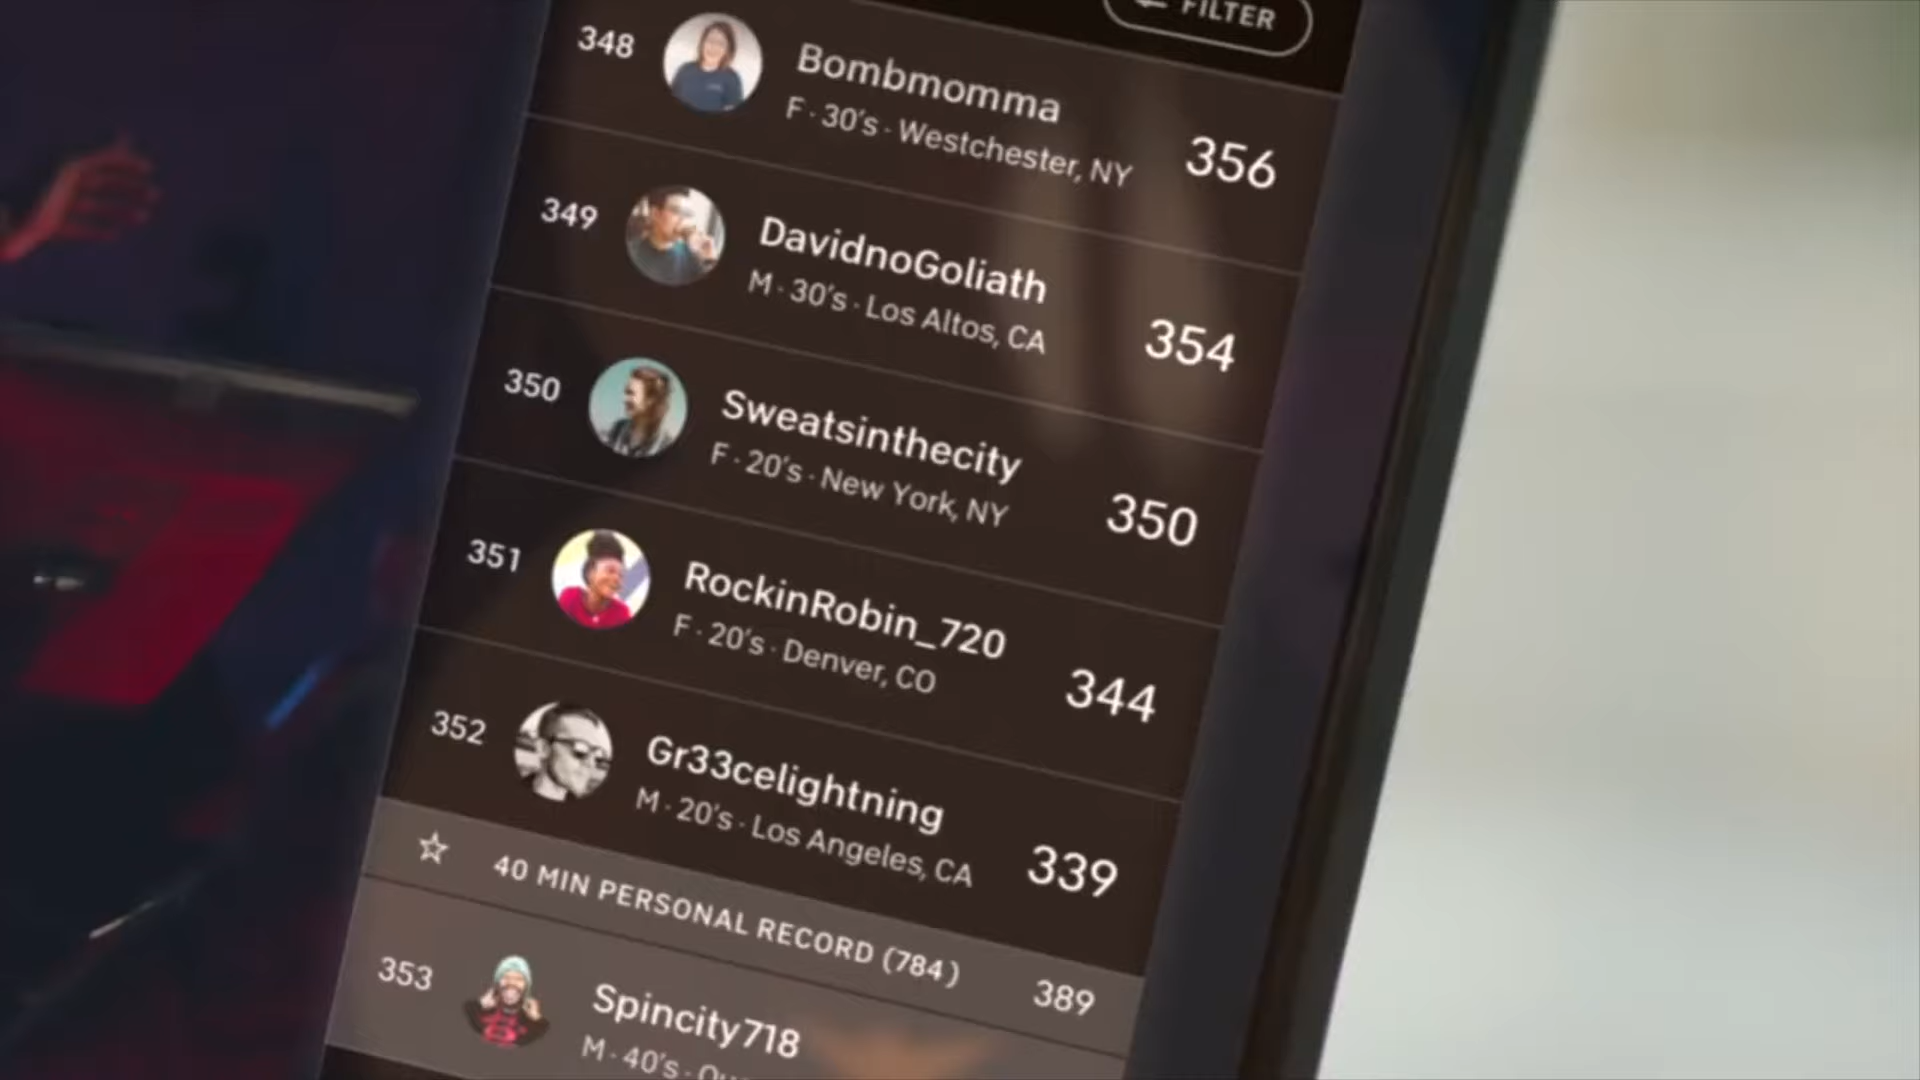 FILTER
348
Bombmomma
F · 30's · Westchester, NY
356
349
DavidnoGoliath
M · 30's · Los Altos, CA
354
350
Sweatsinthecity
F · 20's · New York, NY
350
351
RockinRobin_720
F · 20's · Denver, CO
344
352
Gr33celightning
M · 20's · Los Angeles, CA
339
40 MIN PERSONAL RECORD (784)
389
353
Spincity718
M · 40's ·